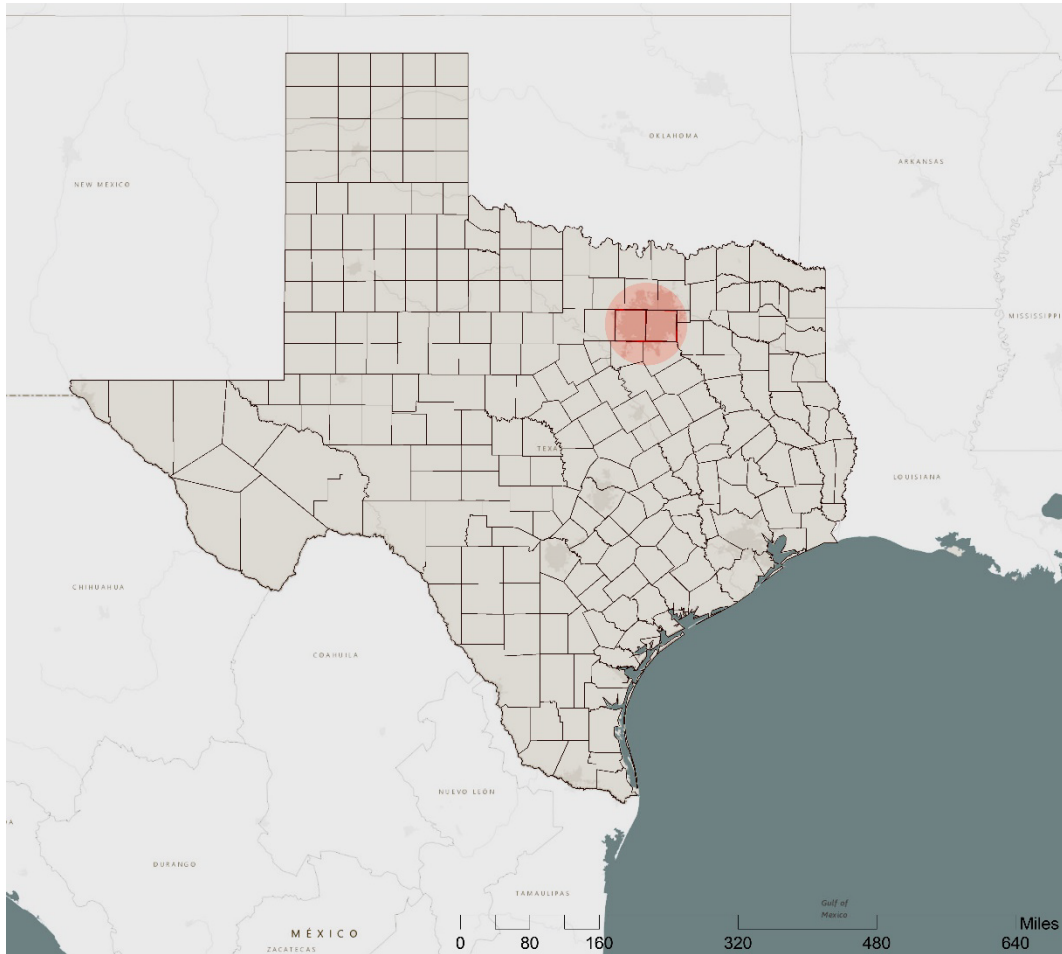 OKLAHOMA
ARKANSAS
NEW MEXICO
MISSISSIPPI
TEXA
LOUISIANA
CHIHUAHUA
COAHUILA
NUEVO LEÓN
DURANGO
TAMAULIPAS
Gulf of
Mexico
MÉXICO
ZACATECAS
Miles
0 80 160 320 480 640